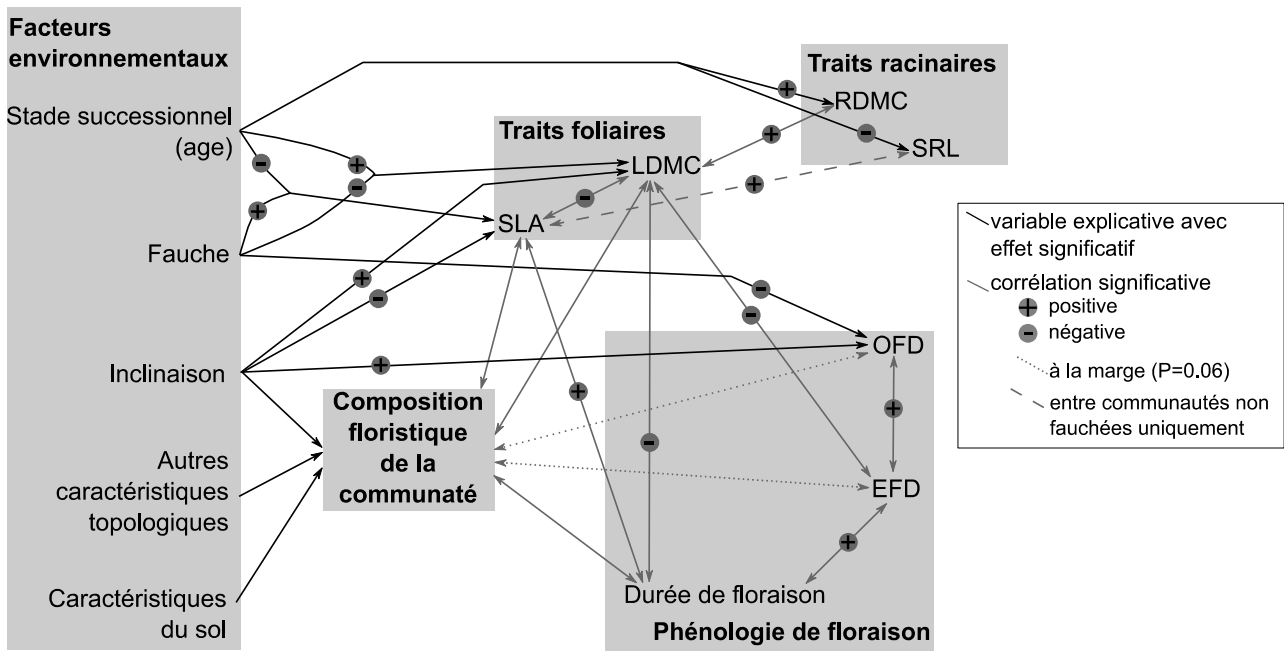 Facteurs
environnementaux
Stade successionnel
(age)
Fauche
Inclinaison
Autres
caractéristiques
topologiques
Caractéristiques
du sol
Traits foliaires
LDMC
SLA
Traits racinaires
RDMC
SRL
Composition
floristique
de la
communaté
OFD
EFD
Durée de floraison
Phénologie de floraison
variable explicative avec
effet significatif
corrélation significative
+ positive
- négative
à la marge (P=0.06)
entre communautés non
fauchées uniquement